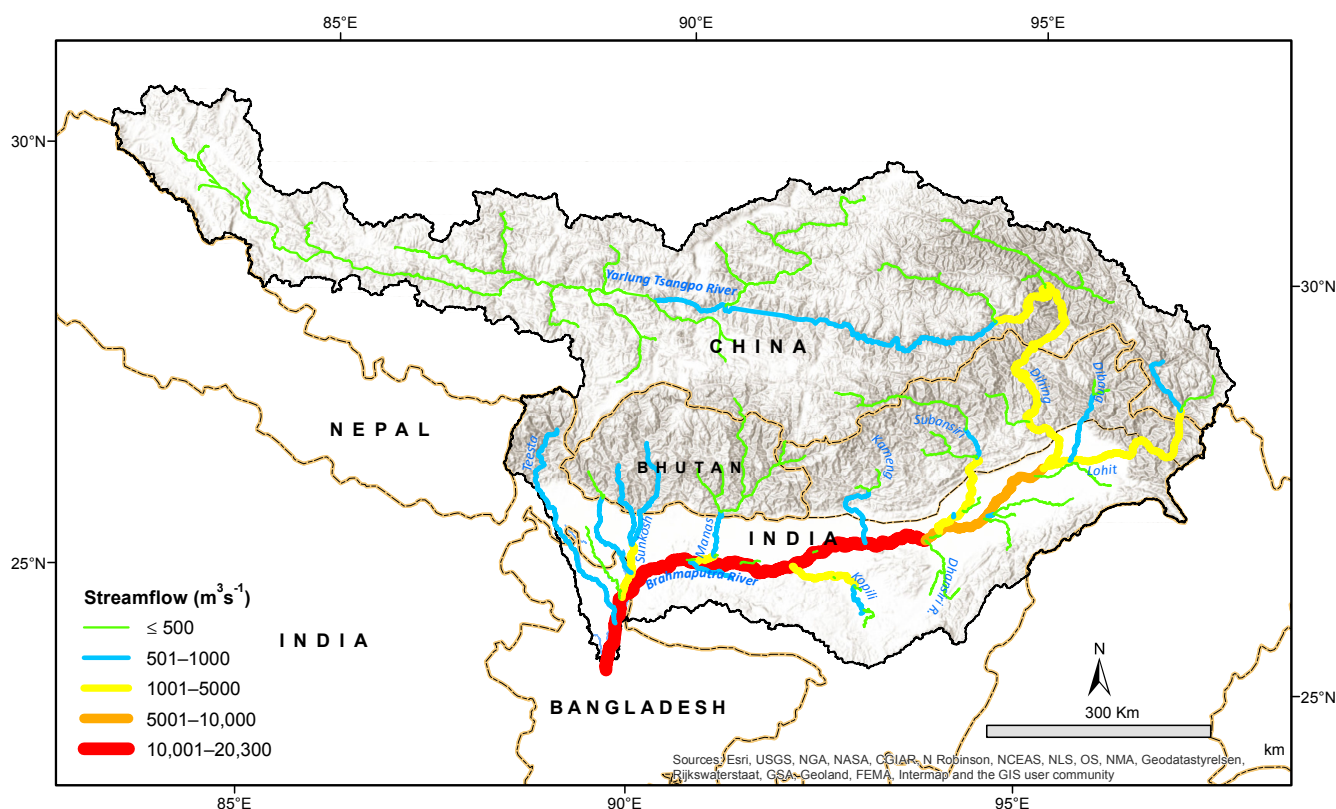 85°E 90°E 95°E
30°N
30°N
Yarlung Tsangpo River
CHINA
Dihing
Dibang
NEPAL
Teesta
Subansiri
Kameng
BHUTAN
Lohit
Sunkosh
Manas
INDIA
25°N
Brahmaputra River
Kopili
Dhansiri R.
Streamflow (m³s⁻¹)
≤ 500
501–1000
1001–5000
5001–10,000
10,001–20,300
INDIA
BANGLADESH
N
25°N
300 Km
km
Sources: Esri, USGS, NGA, NASA, CGIAR, N Robinson, NCEAS, NLS, OS, NMA, Geodatastyrelsen,
Rijkswaterstaat, GSA, Geoland, FEMA, Intermap and the GIS user community
85°E 90°E 95°E